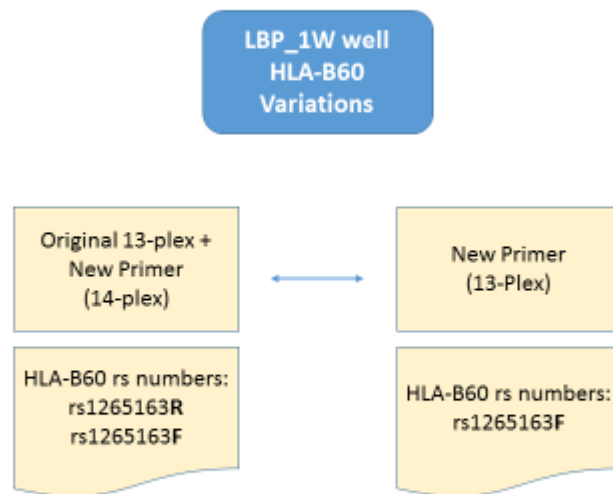 LBP_1W well
HLA-B60
Variations
Original 13-plex +
New Primer
(14-plex)
New Primer
(13-Plex)
HLA-B60 rs numbers:
rs1265163R
rs1265163F
HLA-B60 rs numbers:
rs1265163F